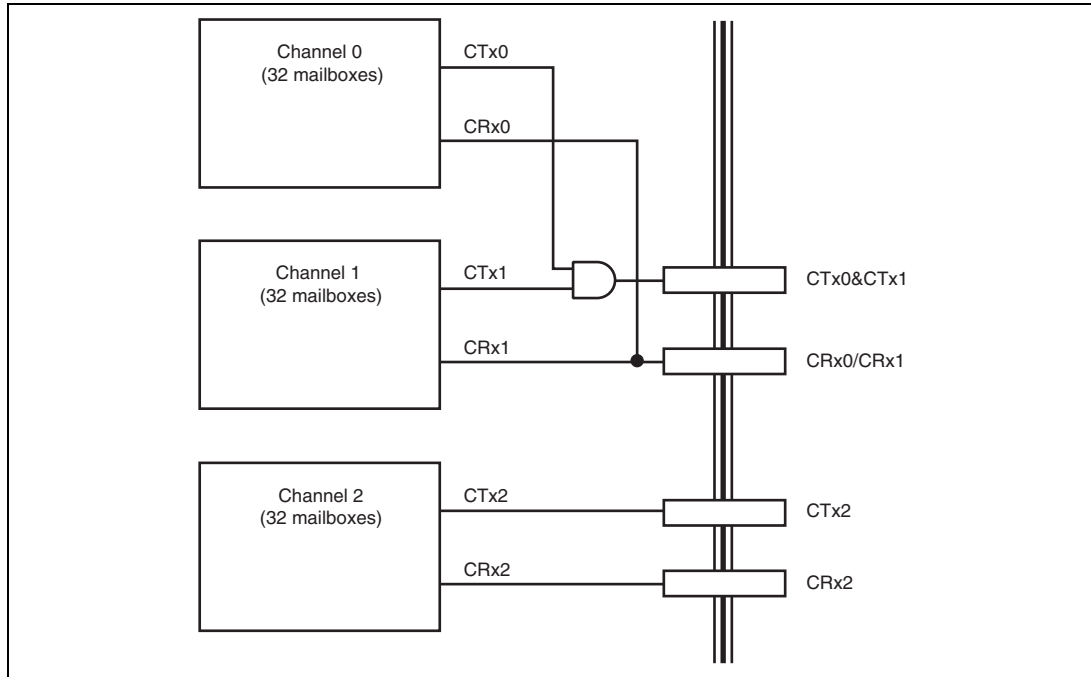 Channel 0
(32 mailboxes)
CTx0
CRx0
Channel 1
(32 mailboxes)
CTx1
CRx1
CTx0&CTx1
CRx0/CRx1
Channel 2
(32 mailboxes)
CTx2
CRx2
CTx2
CRx2